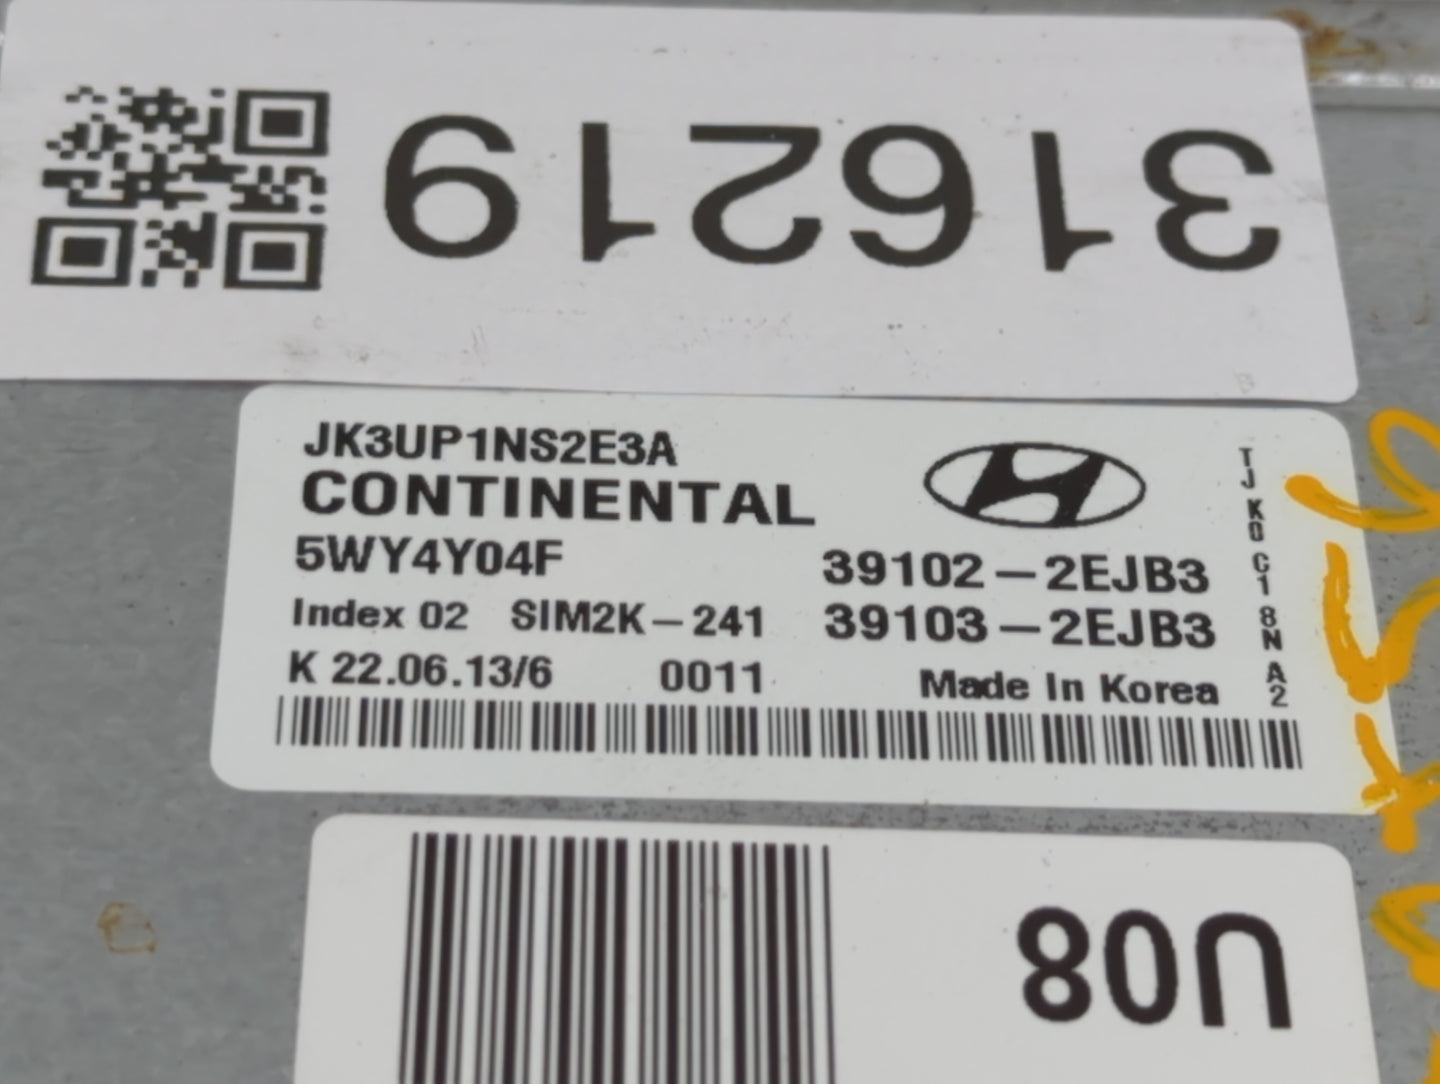 316219
JK3UP1NS2E3A
CONTINENTAL
5WY4Y04F 39102-2EJB3
Index 02 SIM2K-241 39103-2EJB3
K 22.06.13/6 0011 Made In Korea
TJ K0 C1 8N A2
U08